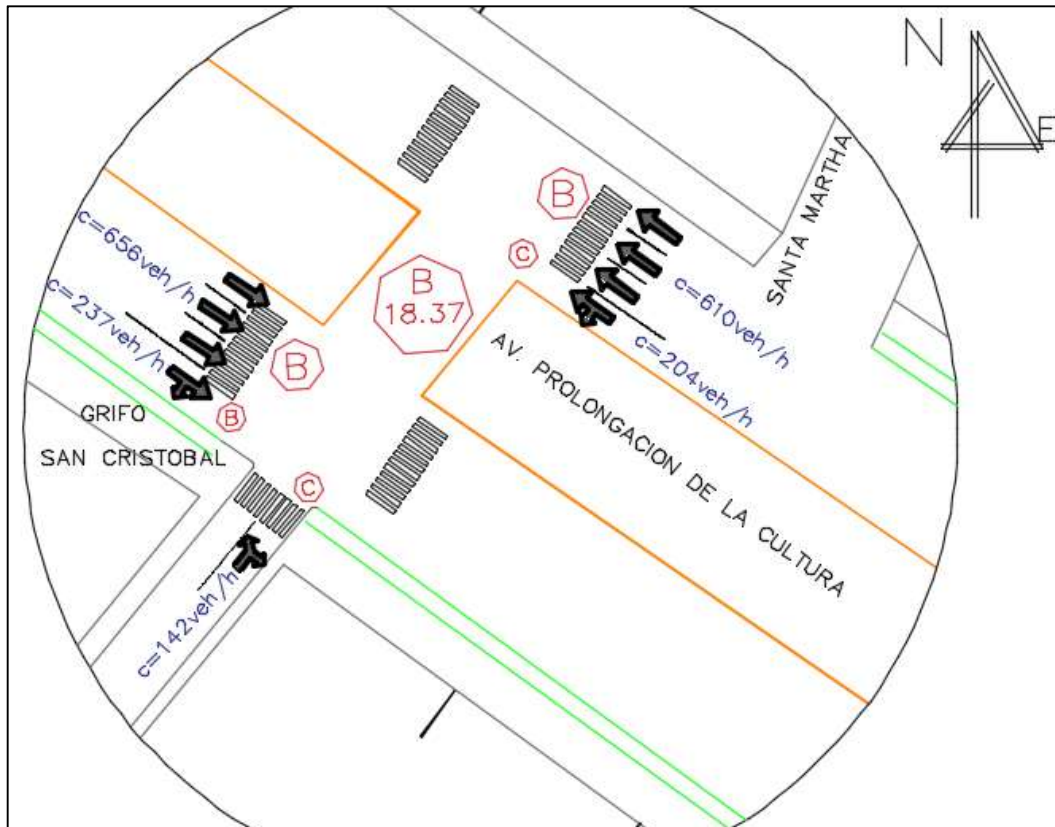 N
E
SANTA MARTHA
B
C
c=656veh/h
c=237veh/h
B
18.37
c=610veh/h
c=204veh/h
B
B
AV. PROLONGACION DE LA CULTURA
GRIFO
SAN CRISTOBAL
C
c=142veh/h